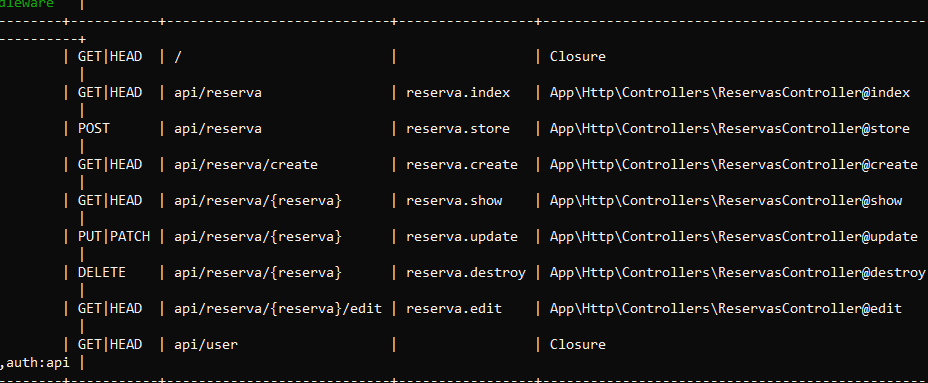 dleware   |
--------+-----------+----------------------------+-----------------+------------------------------------------------
----------+
        | GET|HEAD  | /                          |                 | Closure
          |
        | GET|HEAD  | api/reserva                | reserva.index   | App\Http\Controllers\ReservasController@index
          |
        | POST      | api/reserva                | reserva.store   | App\Http\Controllers\ReservasController@store
          |
        | GET|HEAD  | api/reserva/create         | reserva.create  | App\Http\Controllers\ReservasController@create
          |
        | GET|HEAD  | api/reserva/{reserva}      | reserva.show    | App\Http\Controllers\ReservasController@show
          |
        | PUT|PATCH | api/reserva/{reserva}      | reserva.update  | App\Http\Controllers\ReservasController@update
          |
        | DELETE    | api/reserva/{reserva}      | reserva.destroy | App\Http\Controllers\ReservasController@destroy
          |
        | GET|HEAD  | api/reserva/{reserva}/edit | reserva.edit    | App\Http\Controllers\ReservasController@edit
          |
        | GET|HEAD  | api/user                   |                 | Closure
,auth:api |
--------+-----------+----------------------------+-----------------+------------------------------------------------